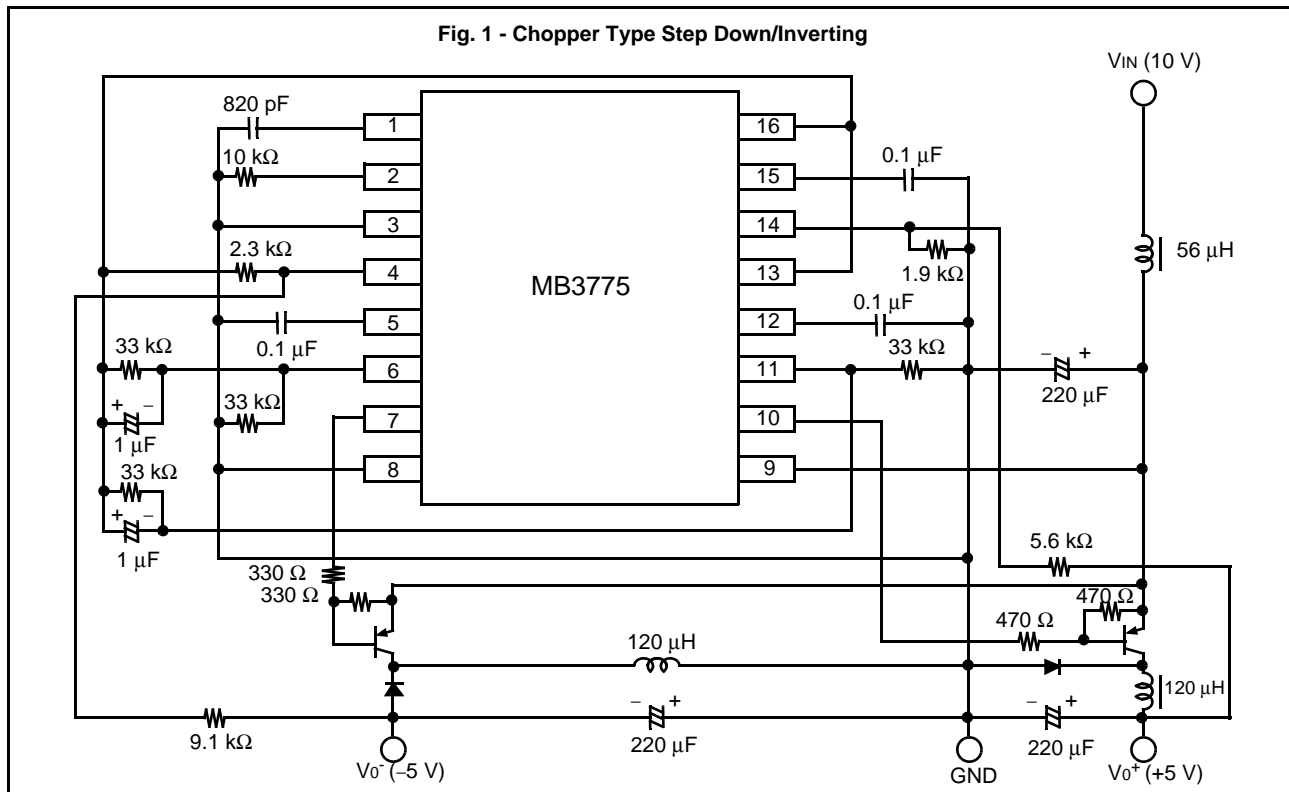 Fig. 1 - Chopper Type Step Down/Inverting
VIN (10 V)
820 pF
1
16
10 kΩ
0.1 µF
2
15
3
14
2.3 kΩ
56 µH
4
MB3775
13
1.9 kΩ
0.1 µF
5
12
33 kΩ
0.1 µF
33 kΩ
6
11
– +
33 kΩ
220 µF
7
10
+ –
1 µF
8
9
33 kΩ
+ –
1 µF
5.6 kΩ
330 Ω
330 Ω
470 Ω
470 Ω
120 µH
120 µH
– +
– +
9.1 kΩ
220 µF
220 µF
V0- (–5 V)
GND
V0+ (+5 V)